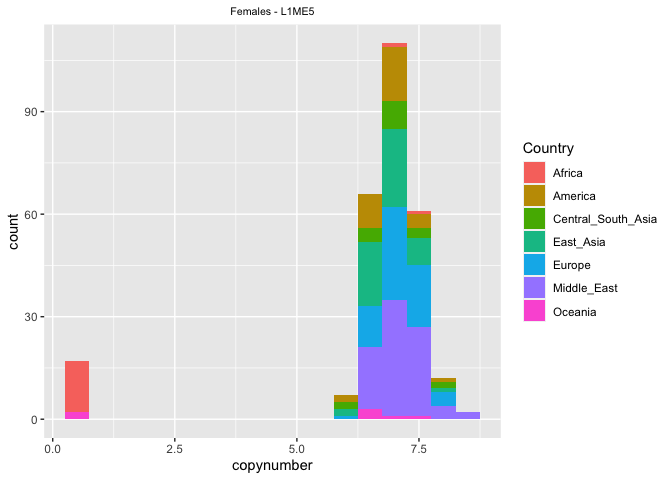 Females - L1ME5
count
90
60
30
0
0.0
2.5
5.0
7.5
copynumber
Country
Africa
America
Central_South_Asia
East_Asia
Europe
Middle_East
Oceania